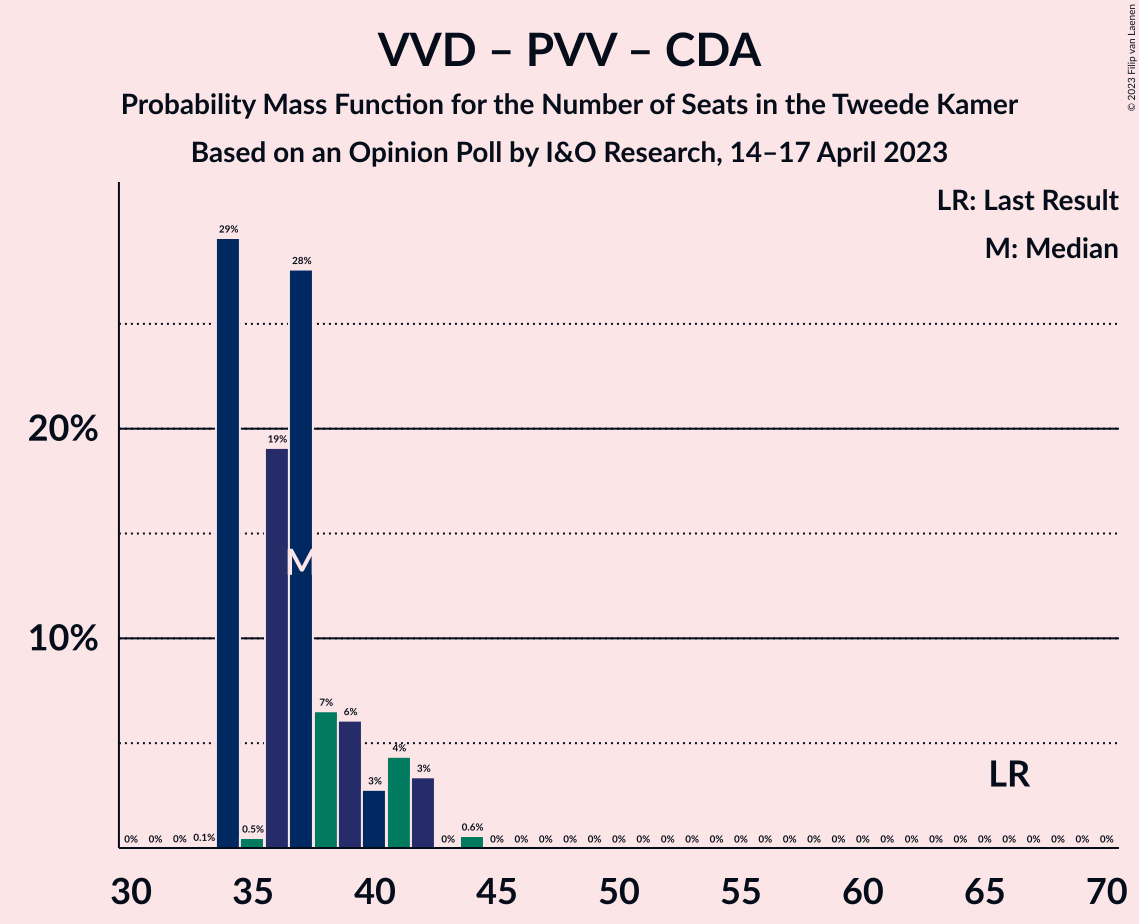 VVD – PVV – CDA
Probability Mass Function for the Number of Seats in the Tweede Kamer
Based on an Opinion Poll by I&O Research, 14–17 April 2023
© 2023 Filip van Laenen
LR: Last Result
M: Median
20%
10%
0% 0% 0% 0.1% 29% 0.5% 19% 28% 7% 6% 3% 4% 3% 0% 0.6% 0% 0% 0% 0% 0% 0% 0% 0% 0% 0% 0% 0% 0% 0% 0% 0% 0% 0% 0% 0% 0% 0% 0% 0% 0% 0%
M
LR
30 35 40 45 50 55 60 65 70